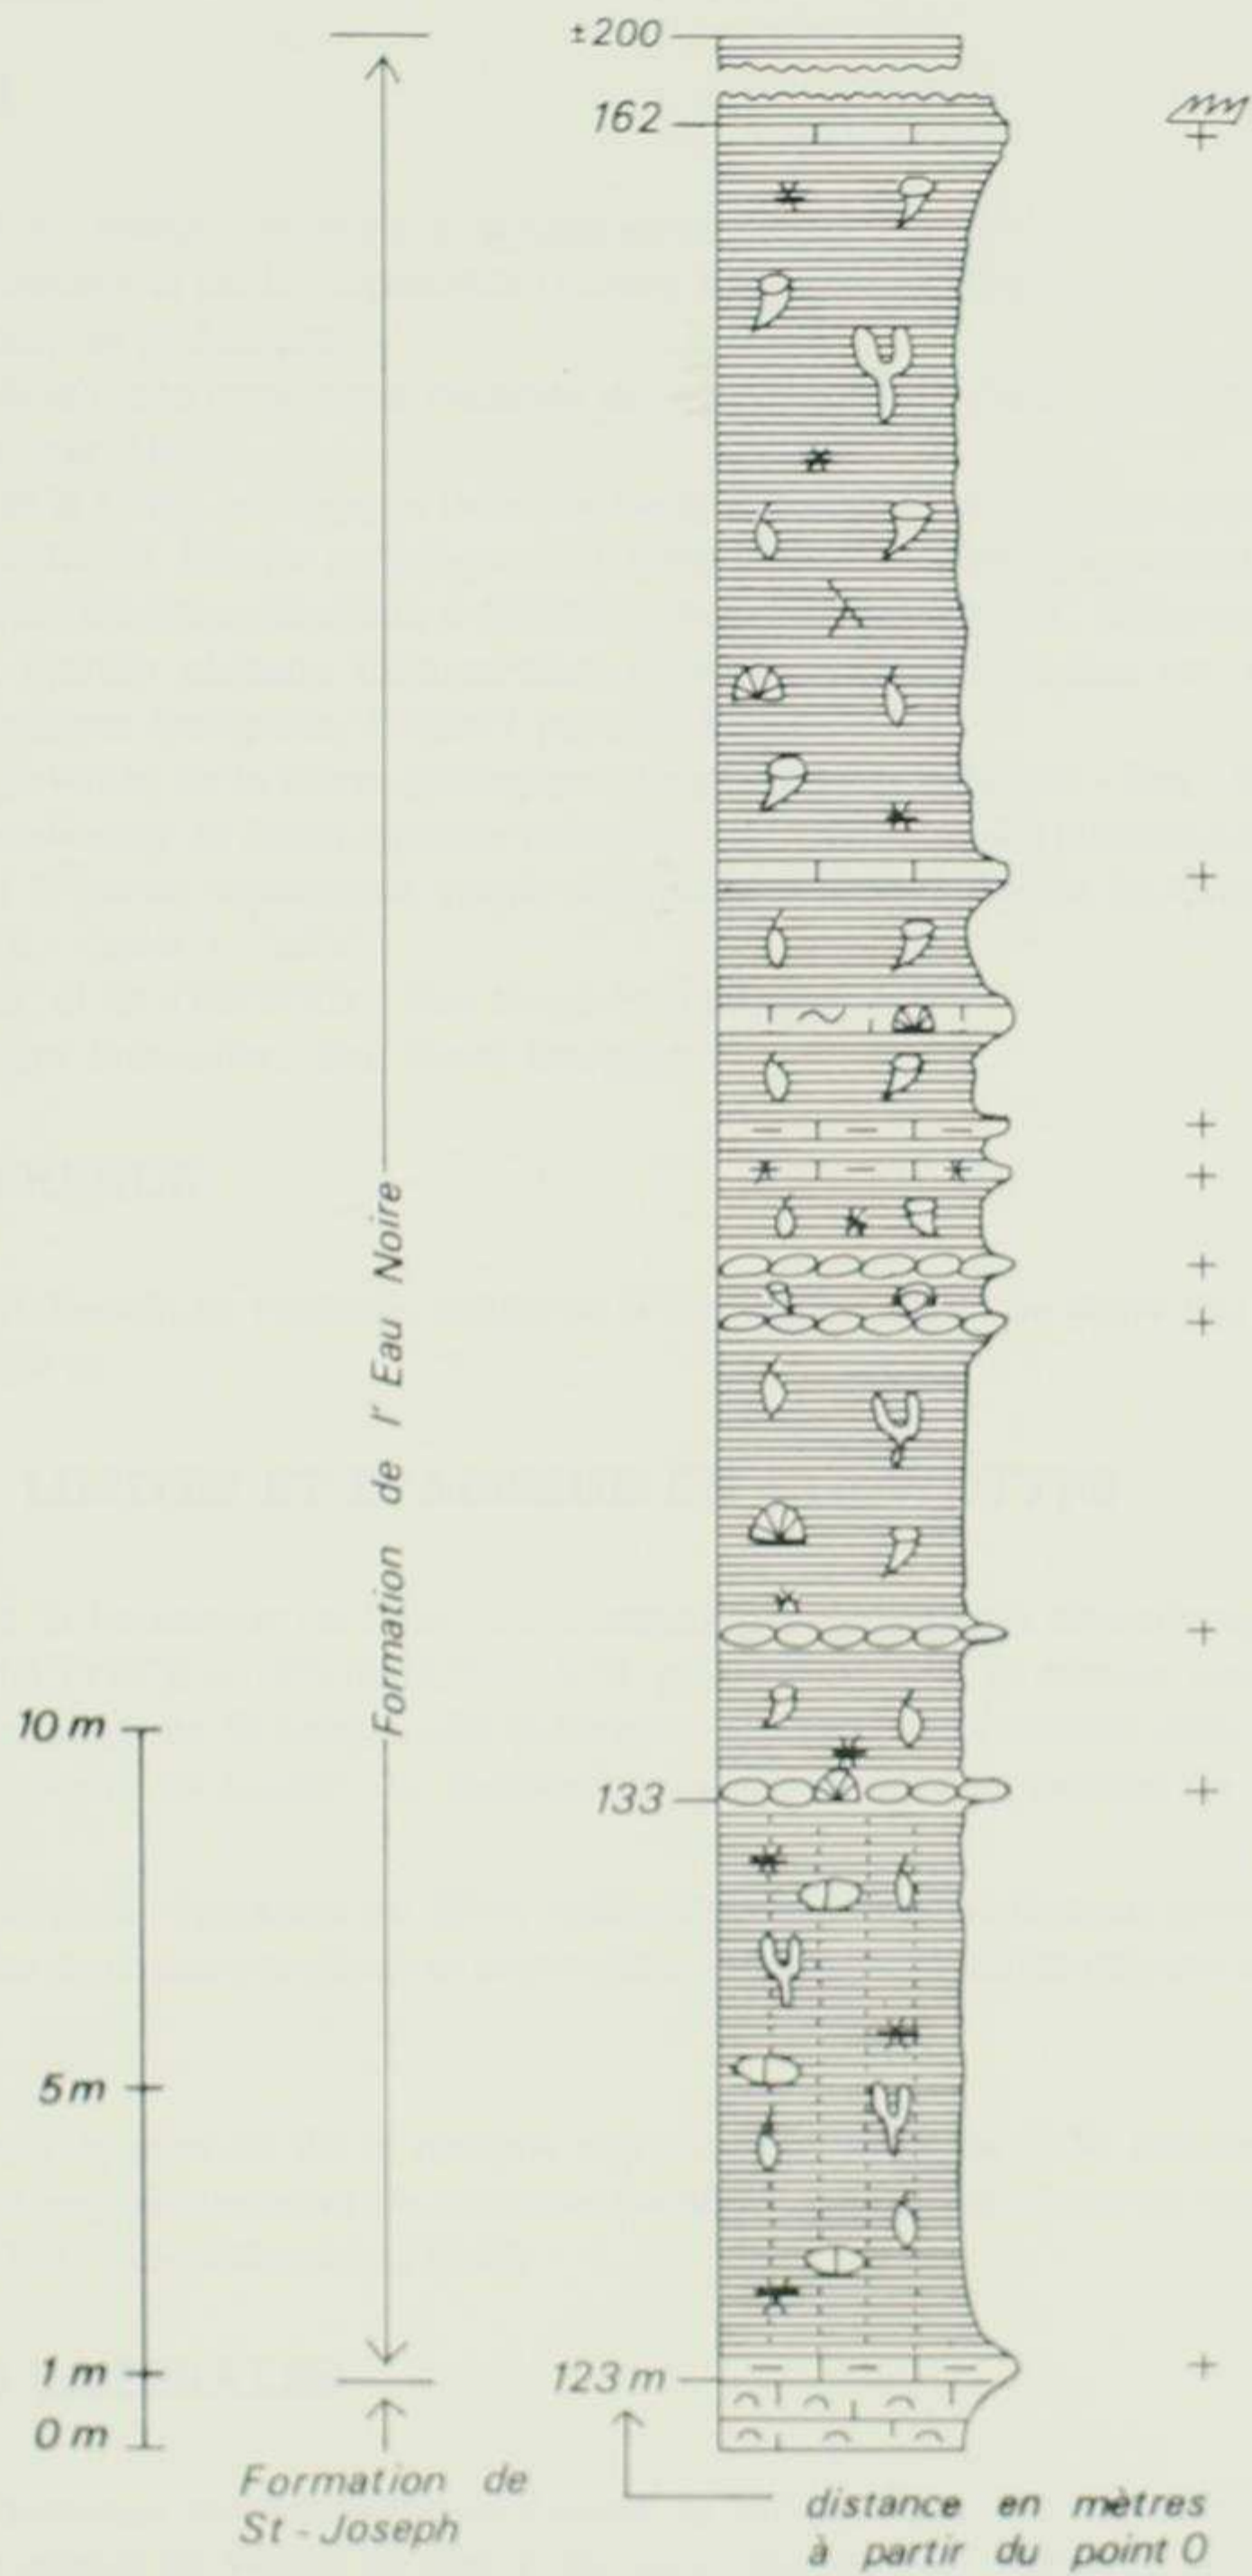 ±200
162
Formation de l' Eau Noire
10 m
133
5 m
1 m
123 m
0 m
Formation de
St-Joseph
distance en mètres
à partir du point 0